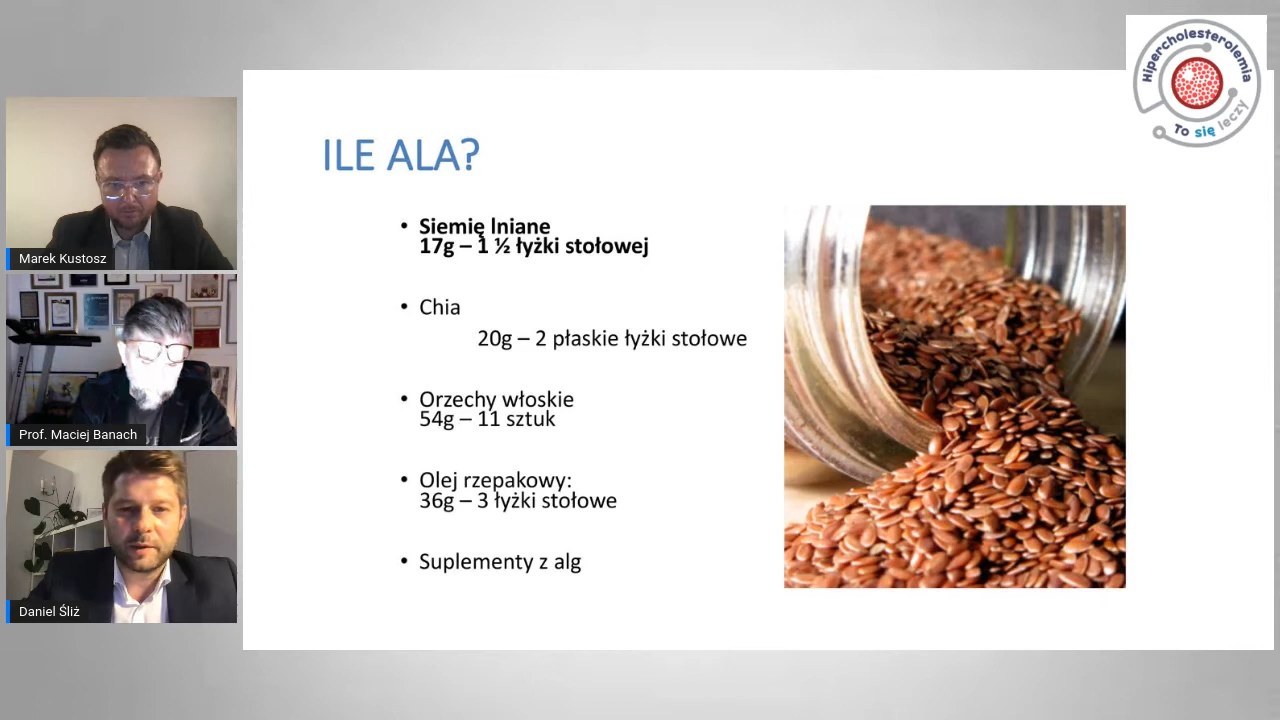 Hipercholesterolemia
To się leczy
ILE ALA?
• Siemię lniane
17g – 1 ½ łyżki stołowej
• Chia
20g – 2 płaskie łyżki stołowe
• Orzechy włoskie
54g – 11 sztuk
• Olej rzepakowy:
36g – 3 łyżki stołowe
• Suplementy z alg
Marek Kustosz
Prof. Maciej Banach
Daniel Śliż